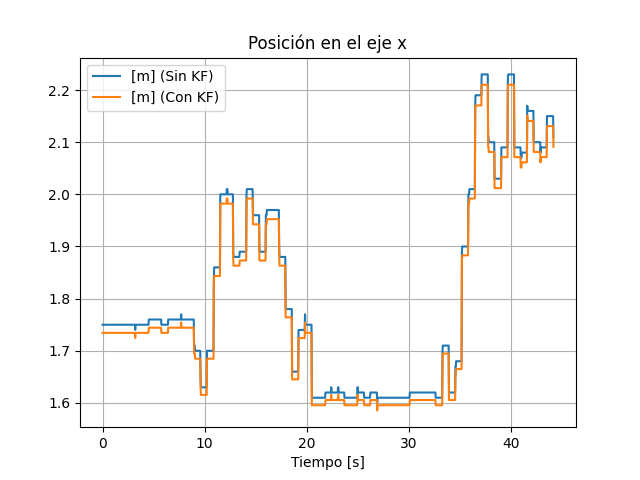 Posición en el eje x
[m] (Sin KF)
[m] (Con KF)
2.2
2.1
2.0
1.9
1.8
1.7
1.6
0 10 20 30 40
Tiempo [s]